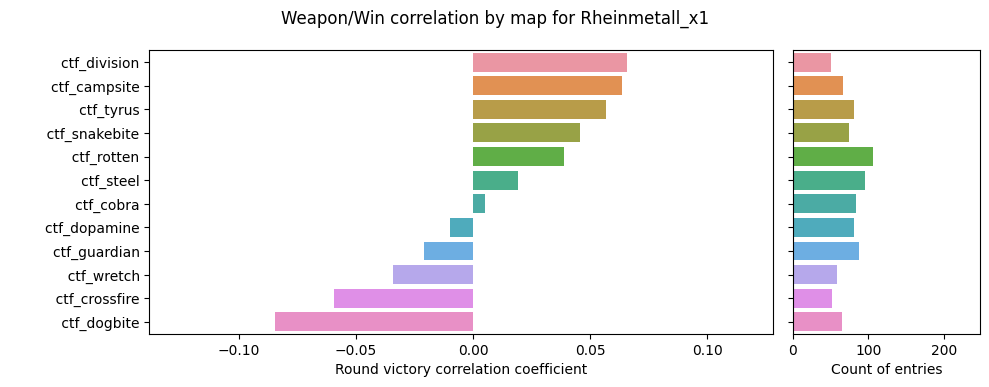 Weapon/Win correlation by map for Rheinmetall_x1
ctf_division
ctf_campsite
ctf_tyrus
ctf_snakebite
ctf_rotten
ctf_steel
ctf_cobra
ctf_dopamine
ctf_guardian
ctf_wretch
ctf_crossfire
ctf_dogbite
−0.10 −0.05 0.00 0.05 0.10
Round victory correlation coefficient
0 100 200
Count of entries